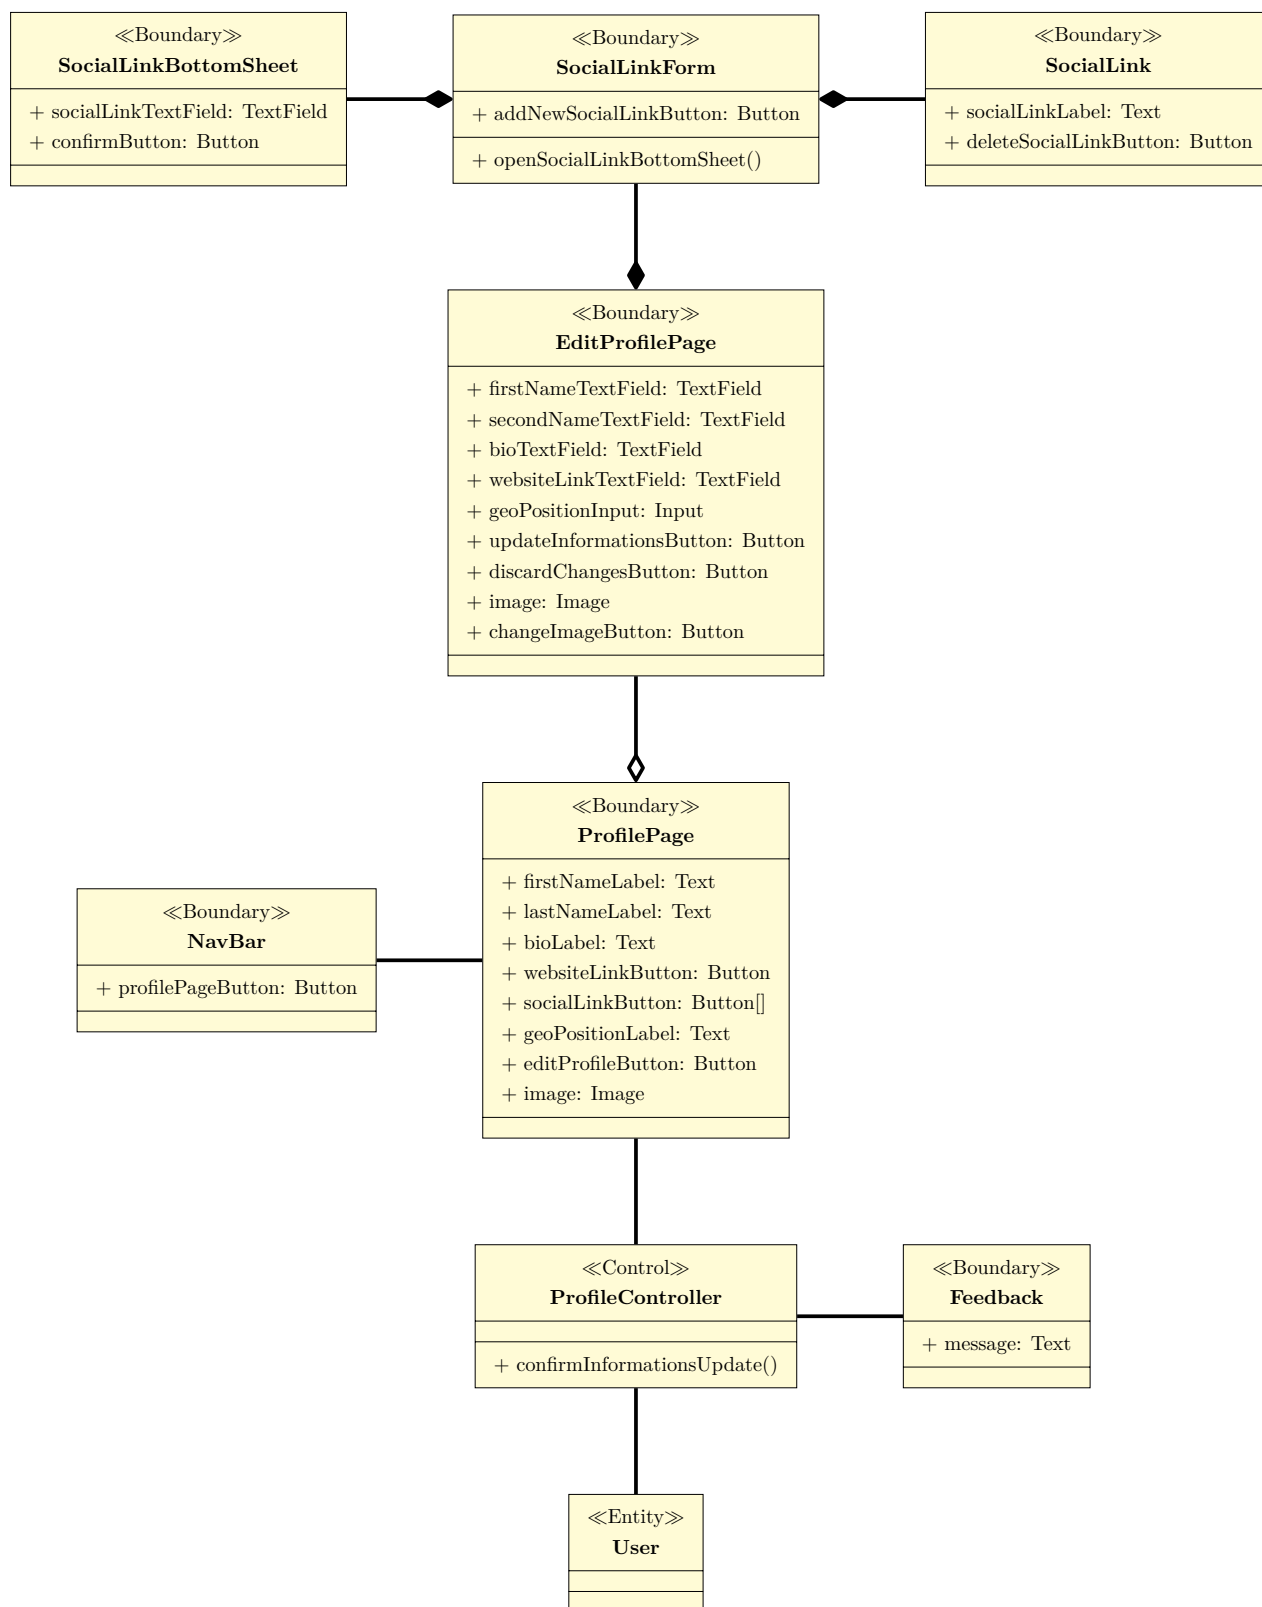 ≪Boundary≫
SocialLinkBottomSheet
+ socialLinkTextField: TextField
+ confirmButton: Button
≪Boundary≫
SocialLinkForm
+ addNewSocialLinkButton: Button
+ openSocialLinkBottomSheet()
≪Boundary≫
SocialLink
+ socialLinkLabel: Text
+ deleteSocialLinkButton: Button
≪Boundary≫
EditProfilePage
+ firstNameTextField: TextField
+ secondNameTextField: TextField
+ bioTextField: TextField
+ websiteLinkTextField: TextField
+ geoPositionInput: Input
+ updateInformationsButton: Button
+ discardChangesButton: Button
+ image: Image
+ changeImageButton: Button
≪Boundary≫
ProfilePage
+ firstNameLabel: Text
+ lastNameLabel: Text
+ bioLabel: Text
+ websiteLinkButton: Button
+ socialLinkButton: Button[]
+ geoPositionLabel: Text
+ editProfileButton: Button
+ image: Image
≪Boundary≫
NavBar
+ profilePageButton: Button
≪Control≫
ProfileController
+ confirmInformationsUpdate()
≪Boundary≫
Feedback
+ message: Text
≪Entity≫
User